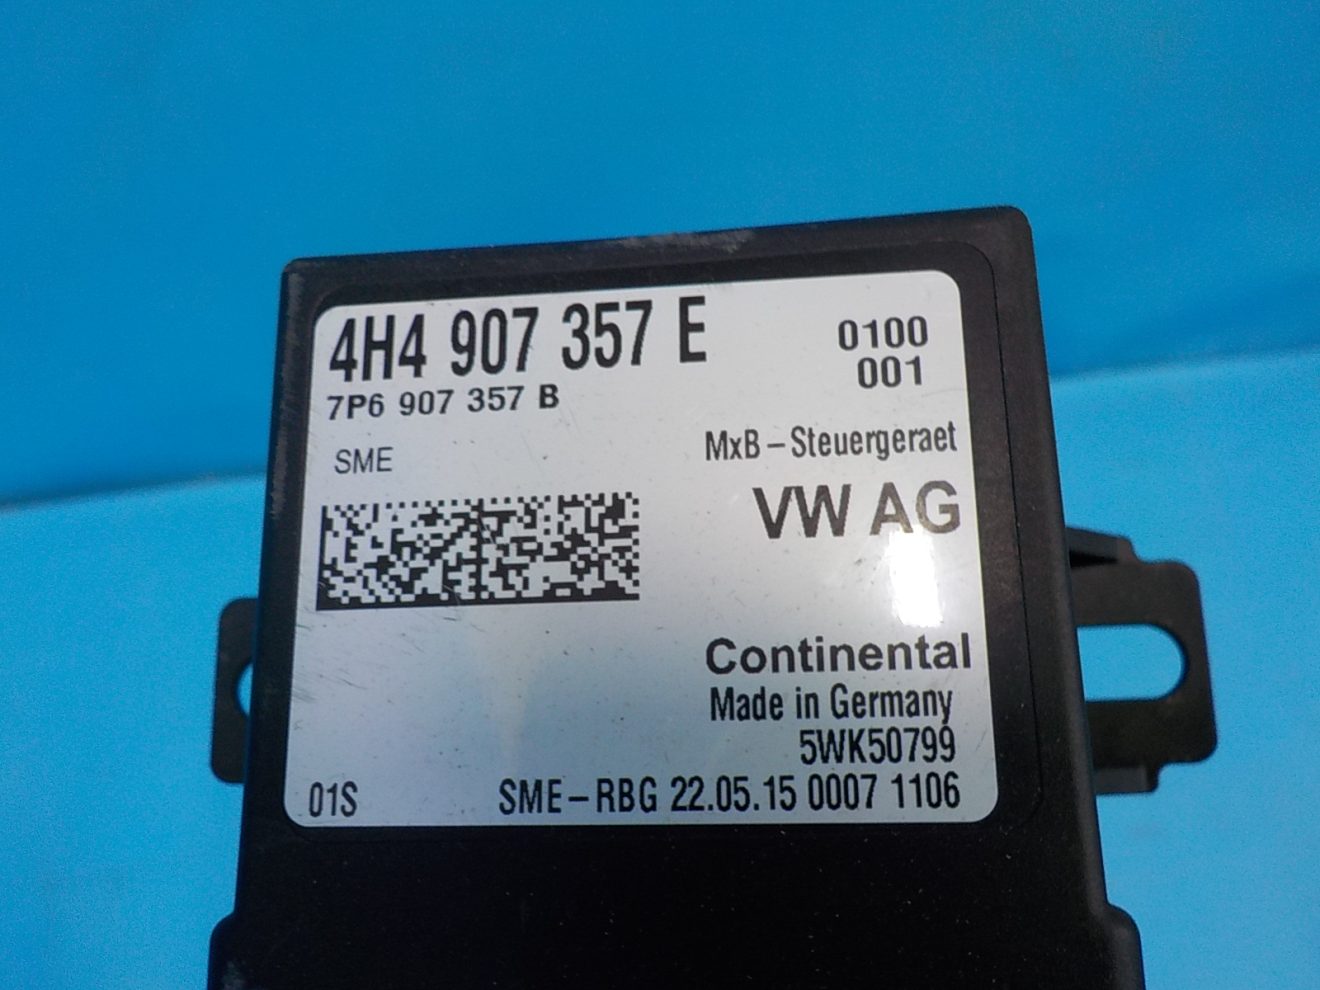 4H4 907 357 E
0100
7P6 907 357 B
001
SME
MxB – Steuergeraet
VW AG
Continental
Made in Germany
5WK50799
01S
SME – RBG 22.05.15 0007 1106